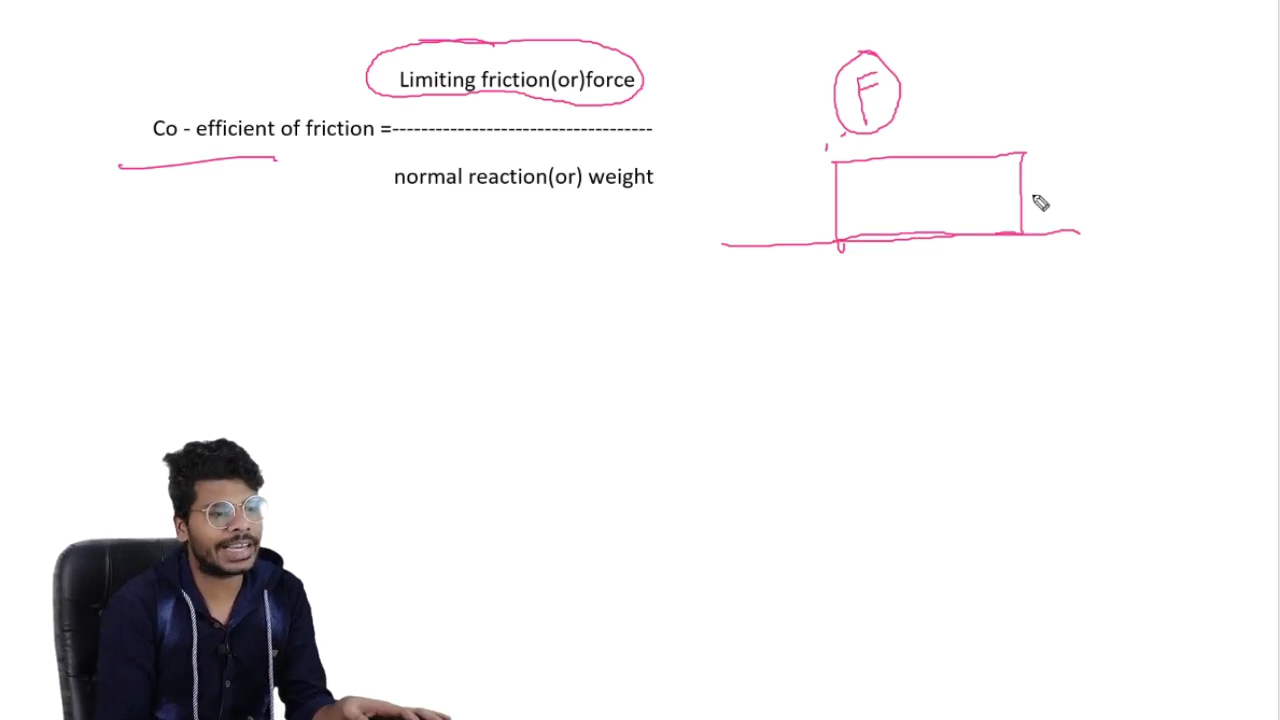 Limiting friction(or)force
Co - efficient of friction =------------------------------------
normal reaction(or) weight
F